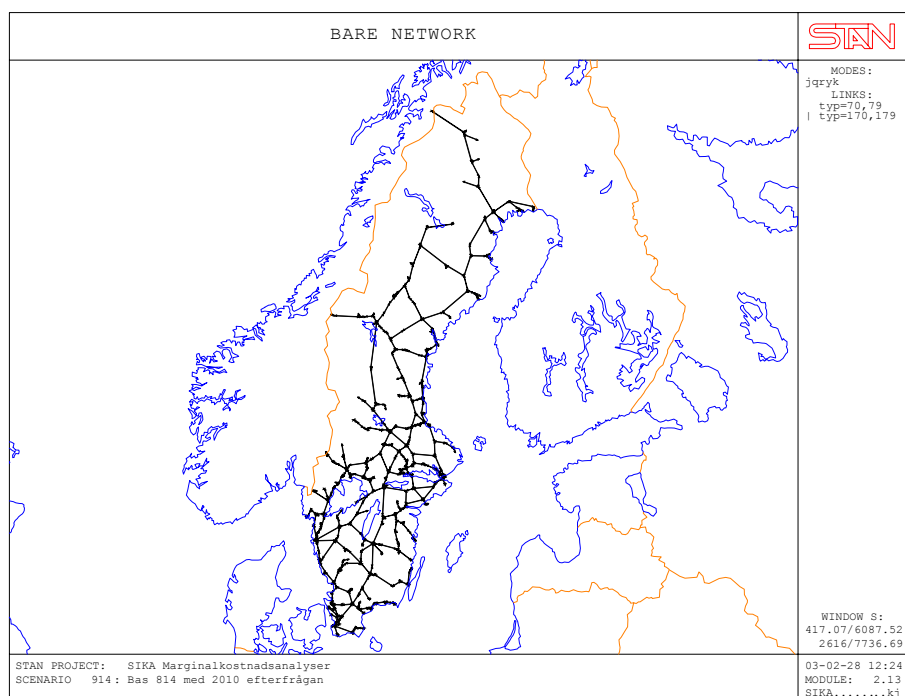 BARE NETWORK
STAN
MODES:
jqryk
LINKS:
typ=70,79
| typ=170,179
WINDOW S:
417.07/6087.52
2616/7736.69
STAN PROJECT: SIKA Marginalkostnadsanalyser
SCENARIO 914: Bas 814 med 2010 efterfrågan
03-02-28 12:24
MODULE: 2.13
SIKA.......kj